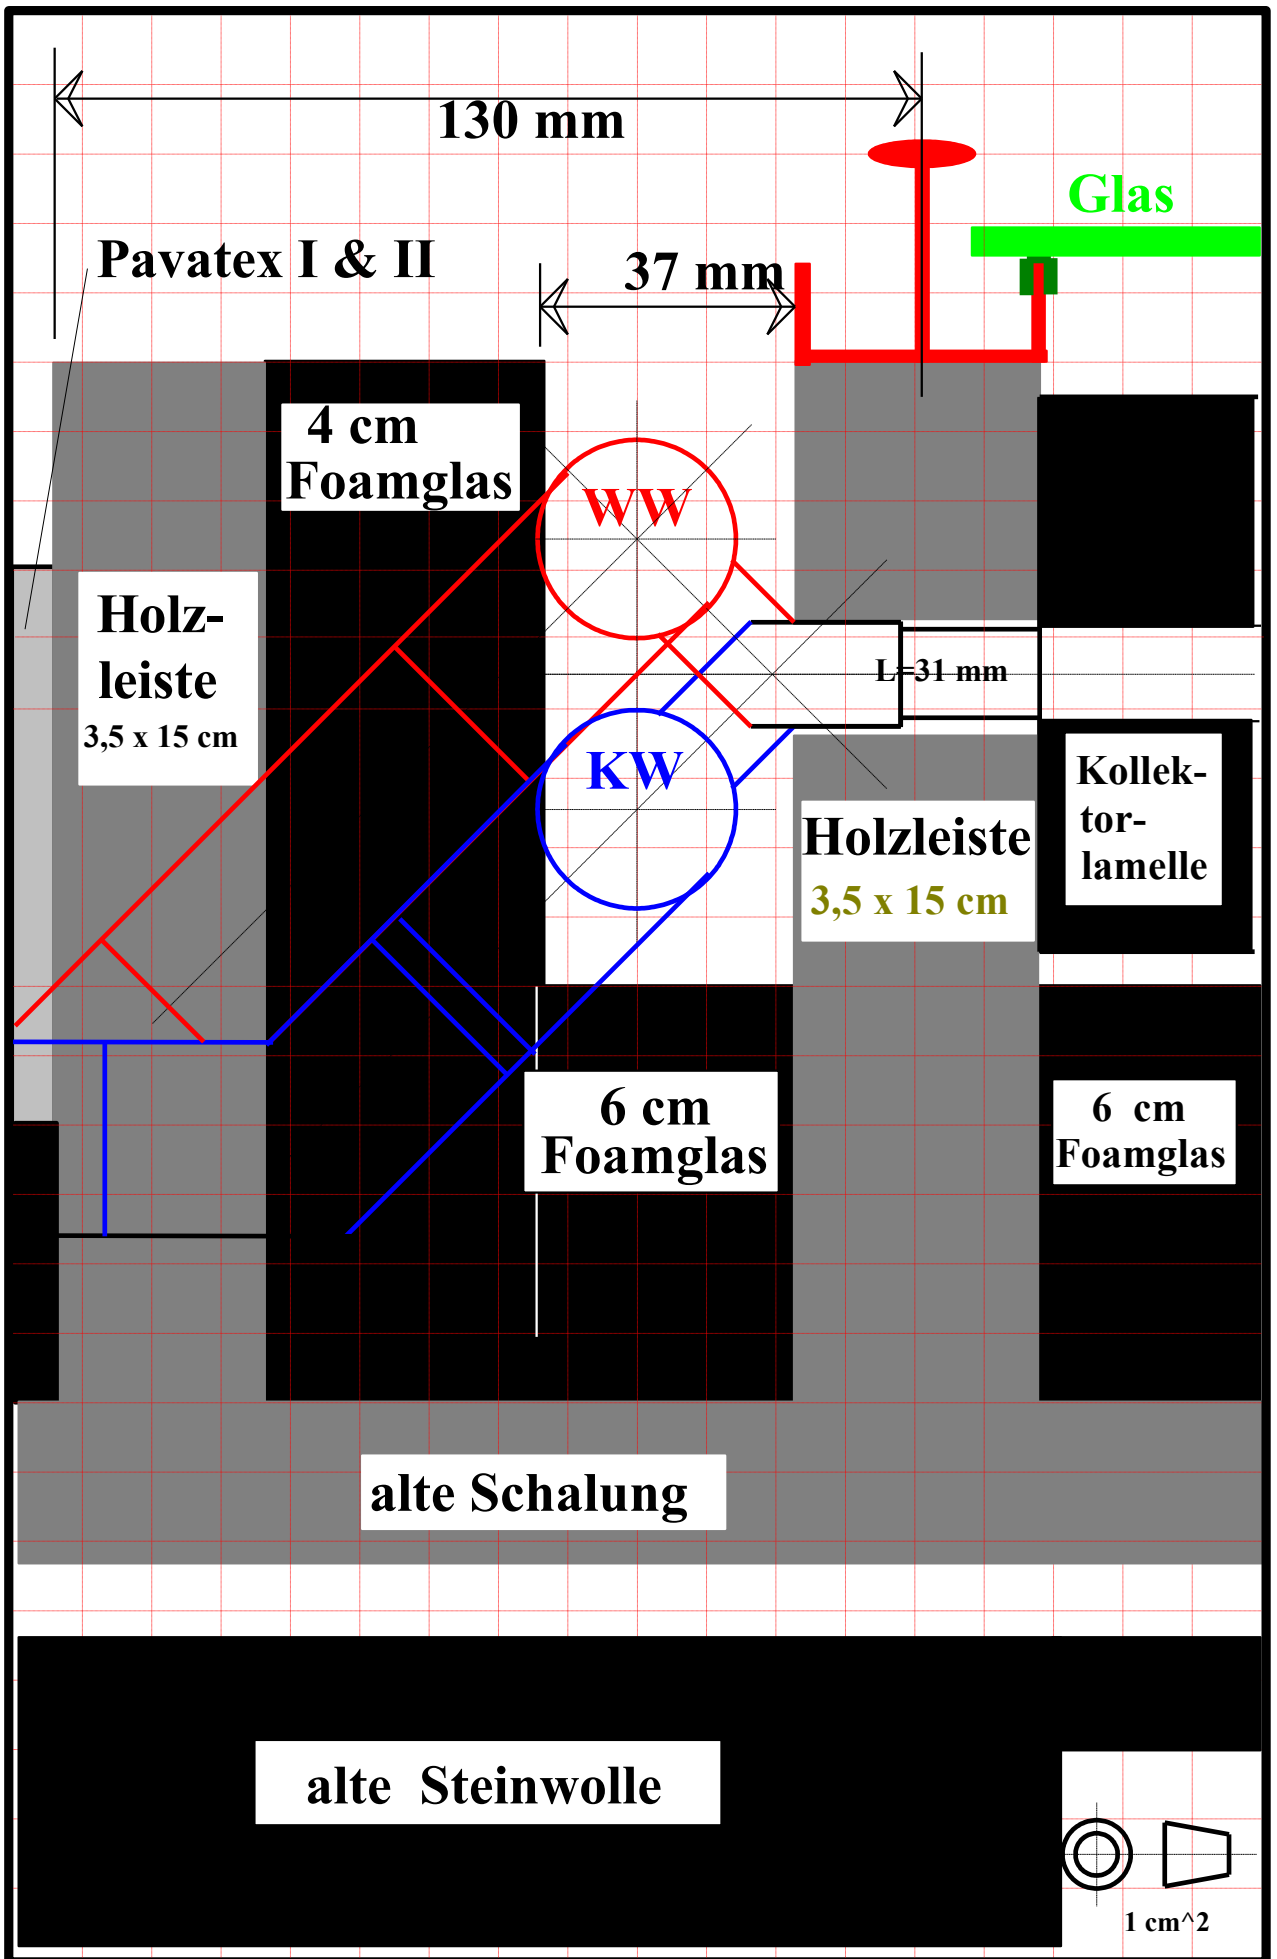 130 mm
Glas
Pavatex I & II
37 mm
4 cm
Foamglas
WW
Holz-
leiste
3,5 x 15 cm
L=31 mm
KW
Kollek-
tor-
lamelle
Holzleiste
3,5 x 15 cm
6 cm
Foamglas
6 cm
Foamglas
alte Schalung
alte Steinwolle
1 cm^2